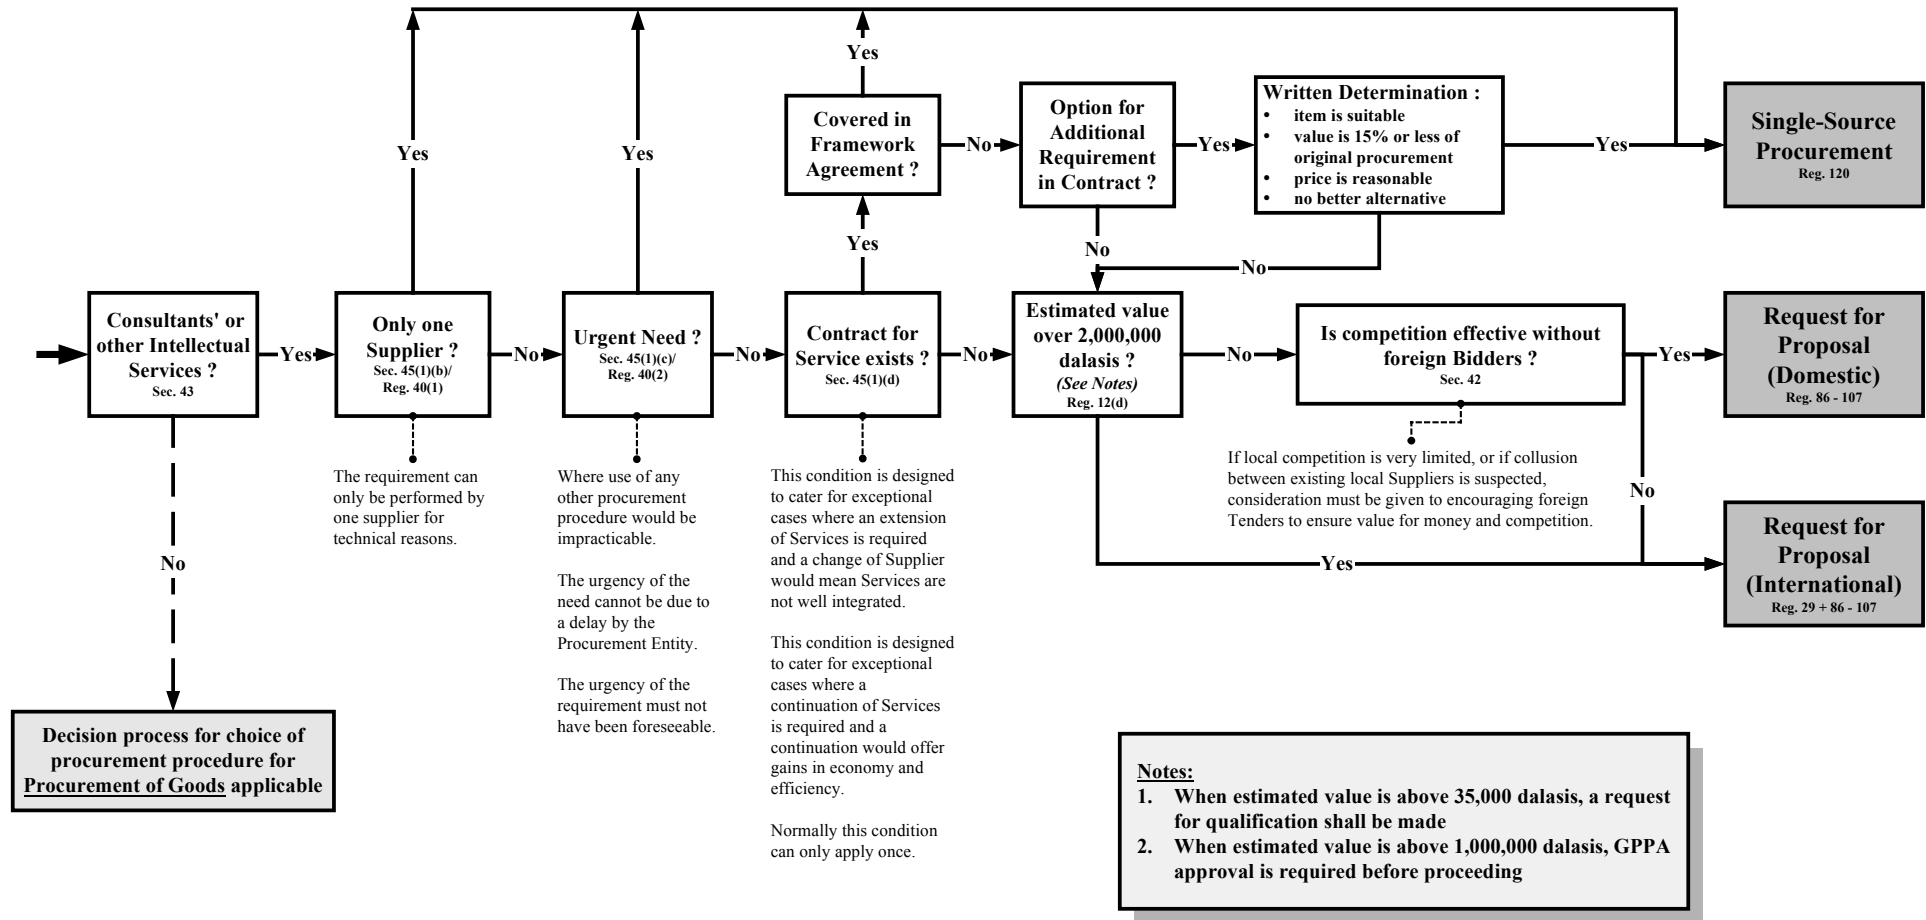 Yes
Yes
Yes
Covered in
Framework
Agreement ?
No
Option for
Additional
Requirement
in Contract ?
Yes
Written Determination :
• item is suitable
• value is 15% or less of
original procurement
• price is reasonable
• no better alternative
Yes
Single-Source
Procurement
Reg. 120
Yes
No
No
Consultants' or
other Intellectual
Services ?
Sec. 43
Yes
Only one
Supplier ?
Sec. 45(1)(b)/
Reg. 40(1)
No
Urgent Need ?
Sec. 45(1)(c)/
Reg. 40(2)
No
Contract for
Service exists ?
Sec. 45(1)(d)
No
Estimated value
over 2,000,000
dalasis ?
(See Notes)
Reg. 12(d)
No
Is competition effective without
foreign Bidders ?
Sec. 42
Yes
Request for
Proposal
(Domestic)
Reg. 86 - 107
The requirement can
only be performed by
one supplier for
technical reasons.
Where use of any
other procurement
procedure would be
impracticable.
The urgency of the
need cannot be due to
a delay by the
Procurement Entity.
The urgency of the
requirement must not
have been foreseeable.
This condition is designed
to cater for exceptional
cases where an extension
of Services is required
and a change of Supplier
would mean Services are
not well integrated.
This condition is designed
to cater for exceptional
cases where a
continuation of Services
is required and a
continuation would offer
gains in economy and
efficiency.
Normally this condition
can only apply once.
If local competition is very limited, or if collusion
between existing local Suppliers is suspected,
consideration must be given to encouraging foreign
Tenders to ensure value for money and competition.
No
Yes
Request for
Proposal
(International)
Reg. 29 + 86 - 107
No
Decision process for choice of
procurement procedure for
Procurement of Goods applicable
Notes:
1. When estimated value is above 35,000 dalasis, a request
for qualification shall be made
2. When estimated value is above 1,000,000 dalasis, GPPA
approval is required before proceeding